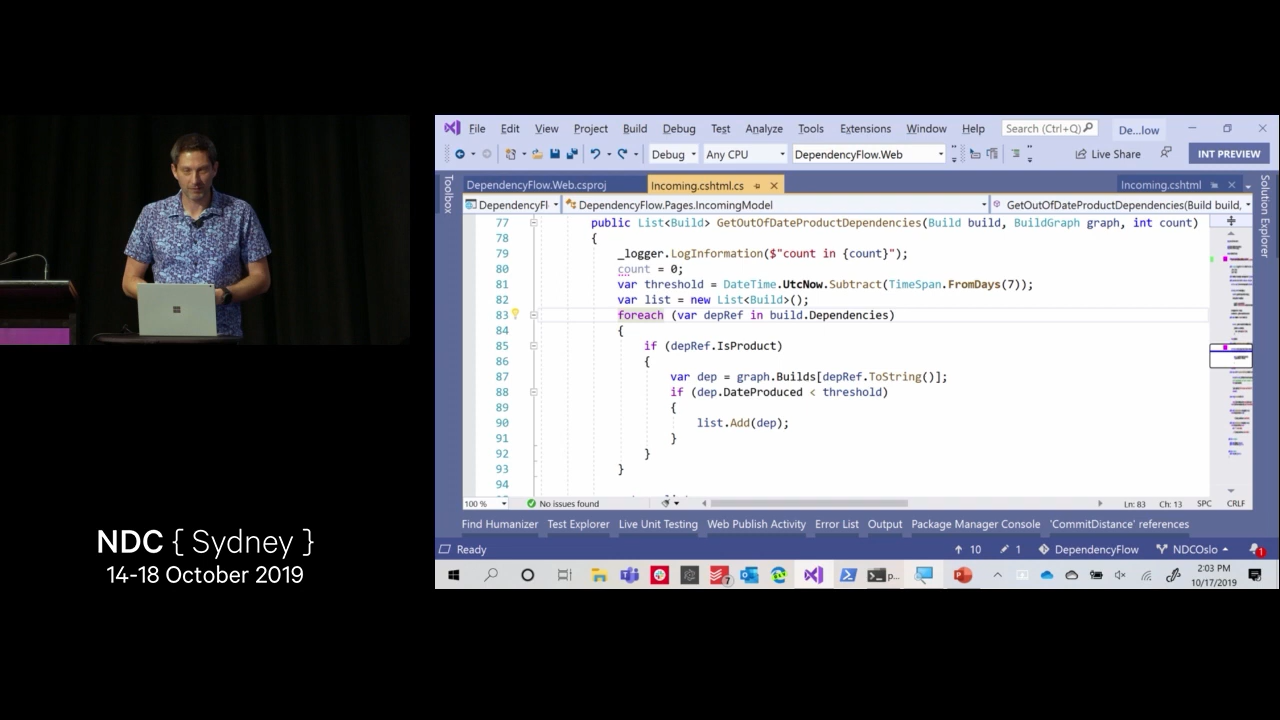 NDC { Sydney }
14-18 October 2019
File Edit View Project Build Debug Test Analyze Tools Extensions Window Help Search (Ctrl+Q) De...low
Debug Any CPU DependencyFlow.Web Live Share INT PREVIEW
Toolbox
DependencyFlow.Web.csproj Incoming.cshtml.cs Incoming.cshtml
Solution Explorer
DependencyFl DependencyFlow.Pages.IncomingModel GetOutOfDateProductDependencies(Build build,
77 public List<Build> GetOutOfDateProductDependencies(Build build, BuildGraph graph, int count)
78 {
79 _logger.LogInformation($"count in {count}");
80 count = 0;
81 var threshold = DateTime.UtcNow.Subtract(TimeSpan.FromDays(7));
82 var list = new List<Build>();
83 foreach (var depRef in build.Dependencies)
84 {
85 if (depRef.IsProduct)
86 {
87 var dep = graph.Builds[depRef.ToString()];
88 if (dep.DateProduced < threshold)
89 {
90 list.Add(dep);
91 }
92 }
93 }
94
100 % No issues found Ln: 83 Ch: 13 SPC CRLF
Find Humanizer Test Explorer Live Unit Testing Web Publish Activity Error List Output Package Manager Console 'CommitDistance' references
Ready 10 1 DependencyFlow NDCOslo 1
7 p... 2:03 PM
10/17/2019